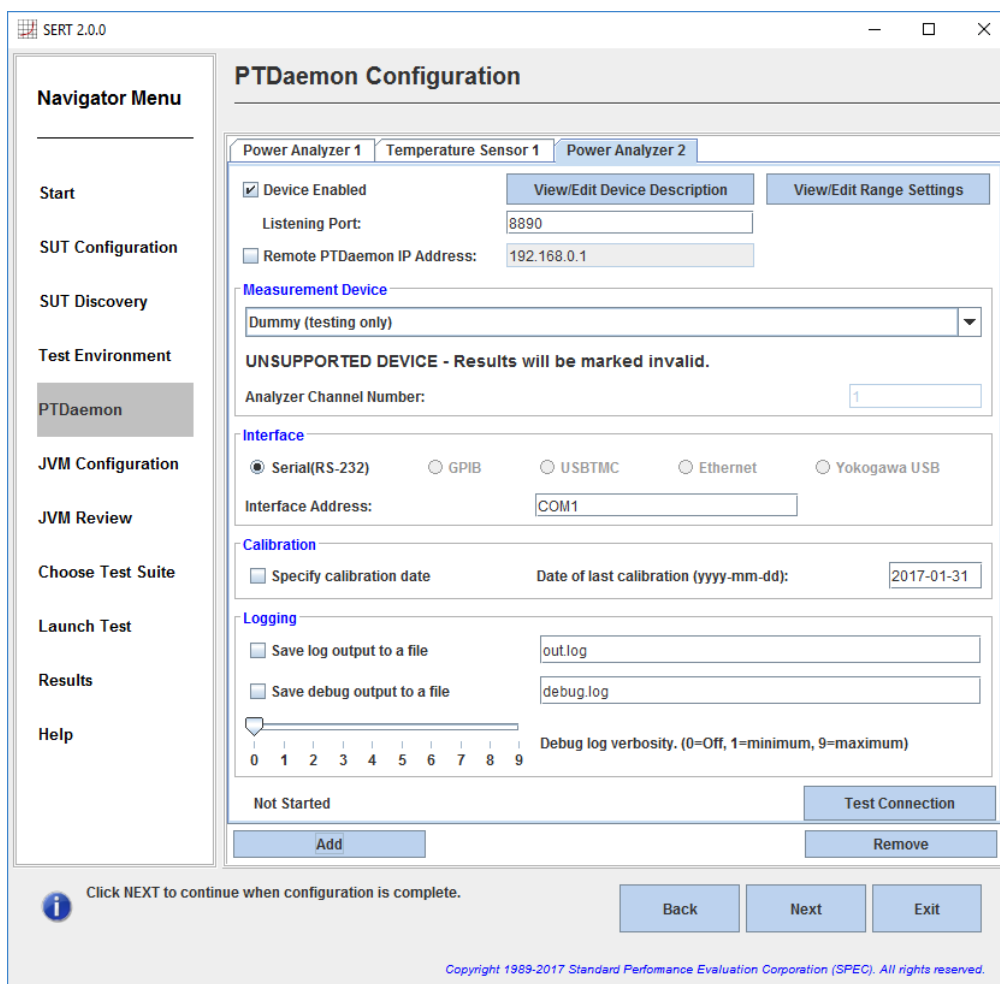 SERT 2.0.0
Navigator Menu
Start
SUT Configuration
SUT Discovery
Test Environment
PTDaemon
JVM Configuration
JVM Review
Choose Test Suite
Launch Test
Results
Help
PTDaemon Configuration
Power Analyzer 1 Temperature Sensor 1 Power Analyzer 2
Device Enabled View/Edit Device Description View/Edit Range Settings
Listening Port: 8890
Remote PTDaemon IP Address: 192.168.0.1
Measurement Device
Dummy (testing only)
UNSUPPORTED DEVICE - Results will be marked invalid.
Analyzer Channel Number: 1
Interface
Serial(RS-232) GPIB USBTMC Ethernet Yokogawa USB
Interface Address: COM1
Calibration
Specify calibration date Date of last calibration (yyyy-mm-dd): 2017-01-31
Logging
Save log output to a file out.log
Save debug output to a file debug.log
0 1 2 3 4 5 6 7 8 9 Debug log verbosity. (0=Off, 1=minimum, 9=maximum)
Not Started Test Connection
Add Remove
Click NEXT to continue when configuration is complete.
Back Next Exit
Copyright 1989-2017 Standard Performance Evaluation Corporation (SPEC). All rights reserved.